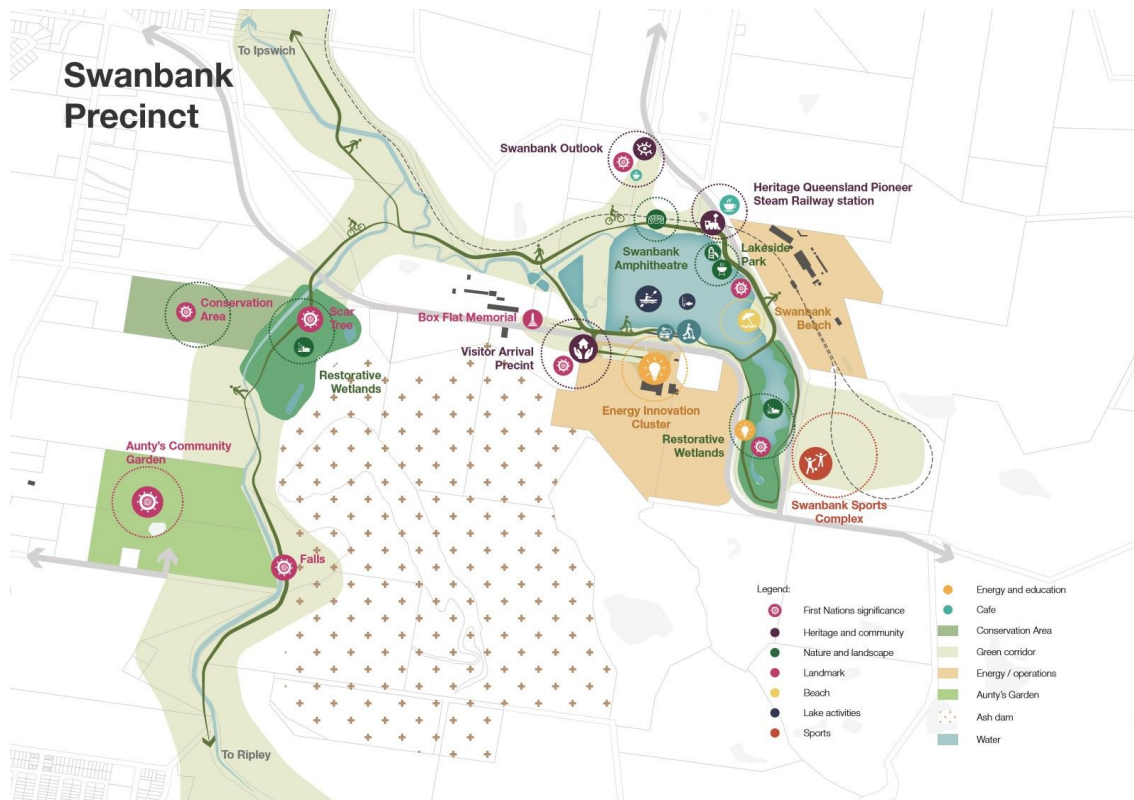 Swanbank
Precinct
To Ipswich
Swanbank Outlook
Heritage Queensland Pioneer
Steam Railway station
Swanbank
Amphitheatre
Lakeside
Park
Conservation
Area
Scar
Tree
Box Flat Memorial
Swanbank
Beach
Visitor Arrival
Precint
Restorative
Wetlands
Energy Innovation
Cluster
Restorative
Wetlands
Aunty's Community
Garden
Swanbank Sports
Complex
Falls
To Ripley
Legend:
First Nations significance
Heritage and community
Nature and landscape
Landmark
Beach
Lake activities
Sports
Energy and education
Cafe
Conservation Area
Green corridor
Energy / operations
Aunty's Garden
Ash dam
Water